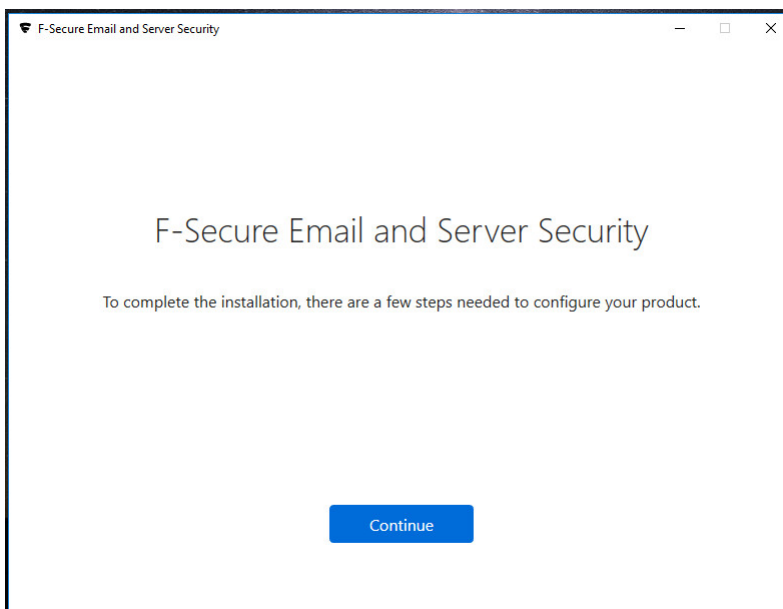 F-Secure Email and Server Security
F-Secure Email and Server Security
To complete the installation, there are a few steps needed to configure your product.
Continue